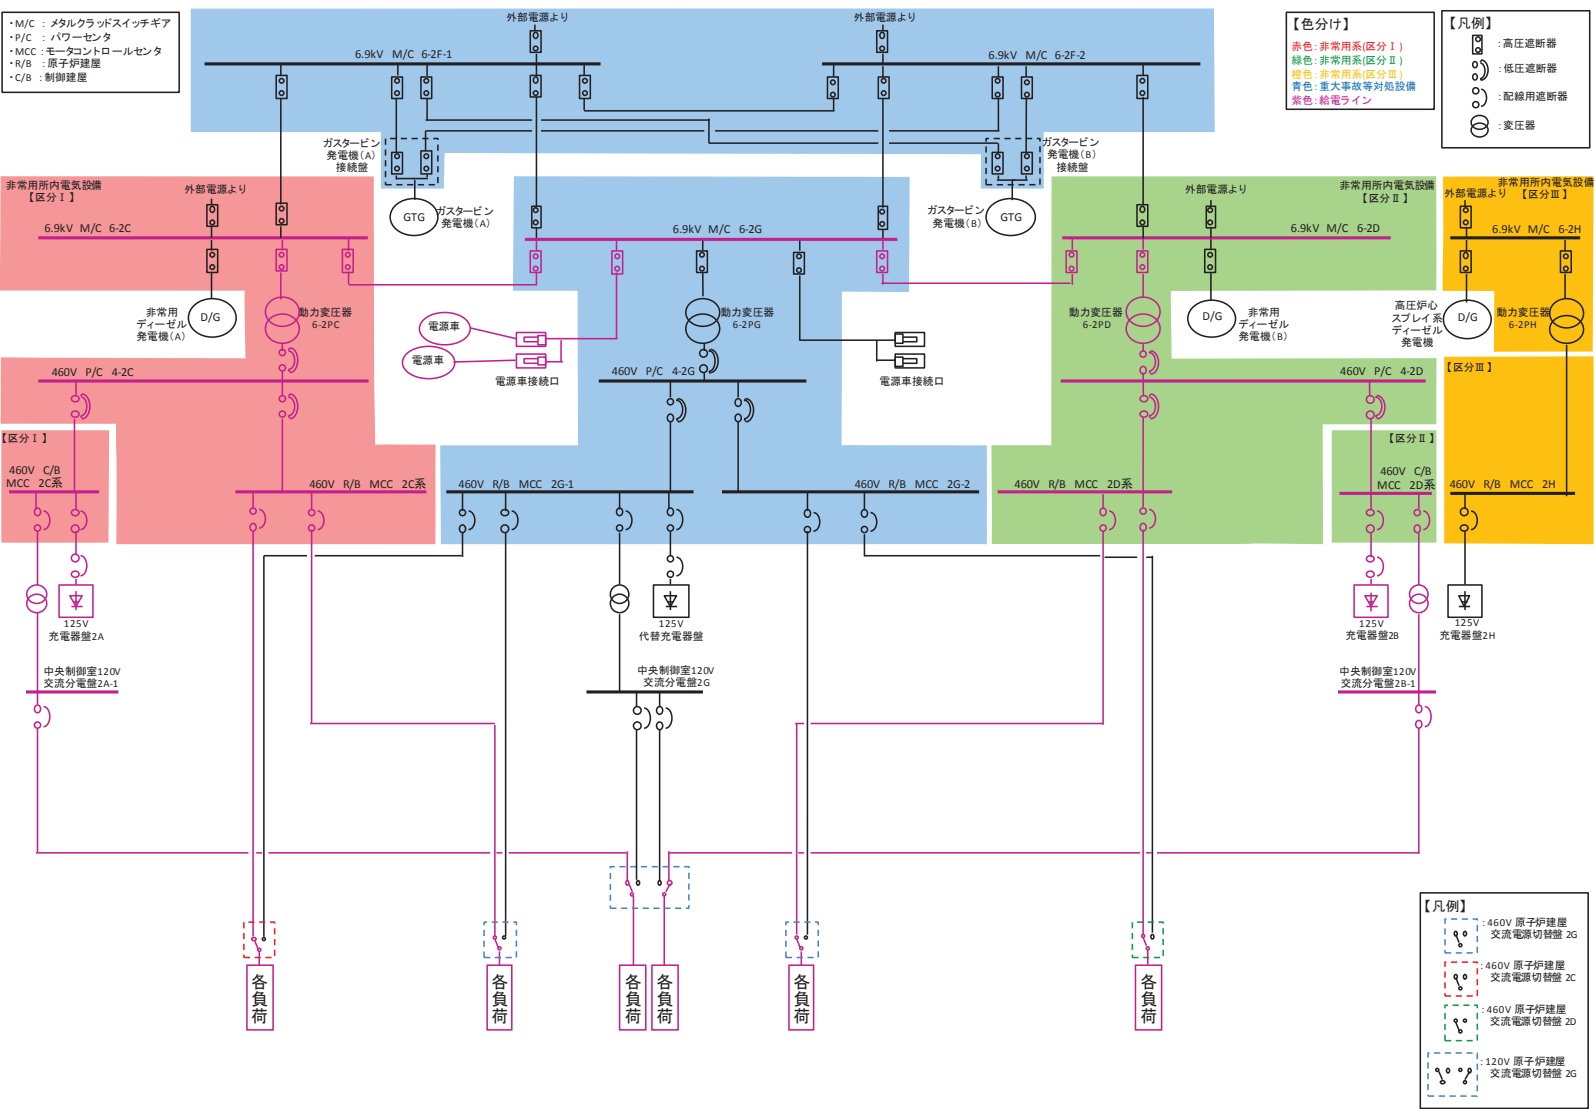 ・M/C ：メタルクラッドスイッチギア
・P/C ：パワーセンタ
・MCC：モータコントロールセンタ
・R/B ：原子炉建屋
・C/B ：制御建屋
外部電源より
外部電源より
6.9kV M/C 6-2F-1
6.9kV M/C 6-2F-2
【色分け】
赤色：非常用系(区分Ⅰ)
緑色：非常用系(区分Ⅱ)
橙色：非常用系(区分Ⅲ)
青色：重大事故等対処設備
紫色：給電ライン
【凡例】
：高圧遮断器
：低圧遮断器
：配線用遮断器
：変圧器
ガスタービン
発電機(A)
接続盤
ガスタービン
発電機(B)
接続盤
GTG
ガスタービン
発電機(A)
ガスタービン
発電機(B)
GTG
非常用所内電気設備
【区分Ⅰ】
外部電源より
6.9kV M/C 6-2C
6.9kV M/C 6-2G
外部電源より
非常用所内電気設備
【区分Ⅱ】
6.9kV M/C 6-2D
非常用所内電気設備
【区分Ⅲ】
外部電源より
6.9kV M/C 6-2H
非常用
ディーゼル
発電機(A)
D/G
動力変圧器
6-2PC
電源車
電源車
電源車接続口
動力変圧器
6-2PG
電源車接続口
動力変圧器
6-2PD
D/G
非常用
ディーゼル
発電機(B)
高圧炉心
スプレイ系
ディーゼル
発電機
D/G
動力変圧器
6-2PH
460V P/C 4-2C
460V P/C 4-2G
460V P/C 4-2D
【区分Ⅲ】
【区分Ⅰ】
【区分Ⅱ】
460V C/B
MCC 2C系
460V R/B MCC 2C系
460V R/B MCC 2G-1
460V R/B MCC 2G-2
460V R/B MCC 2D系
460V C/B
MCC 2D系
460V R/B MCC 2H
125V
充電器盤2A
125V
代替充電器盤
125V
充電器盤2B
125V
充電器盤2H
中央制御室120V
交流分電盤2A-1
中央制御室120V
交流分電盤2G
中央制御室120V
交流分電盤2B-1
各負荷
各負荷
各負荷
各負荷
各負荷
各負荷
【凡例】
：460V 原子炉建屋
交流電源切替盤 2G
：460V 原子炉建屋
交流電源切替盤 2C
：460V 原子炉建屋
交流電源切替盤 2D
：120V 原子炉建屋
交流電源切替盤 2G